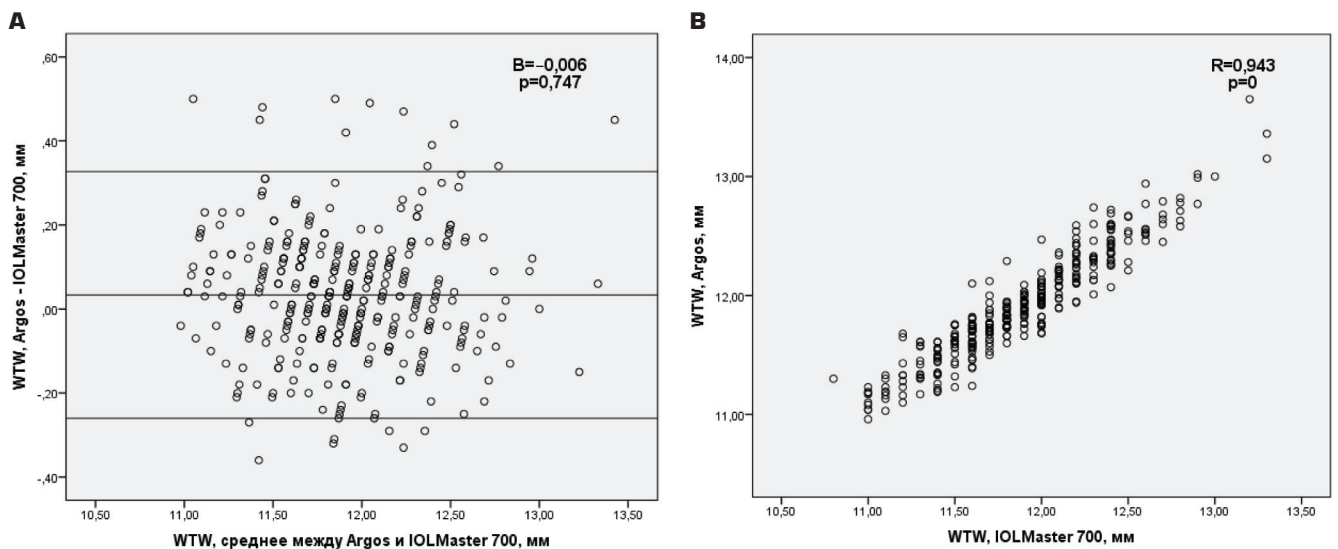 A
B
B=−0,006
p=0,747
,60
,40
,20
,00
-,20
-,40
WTW, Argos - IOLMaster 700, мм
10,50 11,00 11,50 12,00 12,50 13,00 13,50
WTW, среднее между Argos и IOLMaster 700, мм
R=0,943
p=0
14,00
13,00
12,00
11,00
WTW, Argos, мм
10,50 11,00 11,50 12,00 12,50 13,00 13,50
WTW, IOLMaster 700, мм